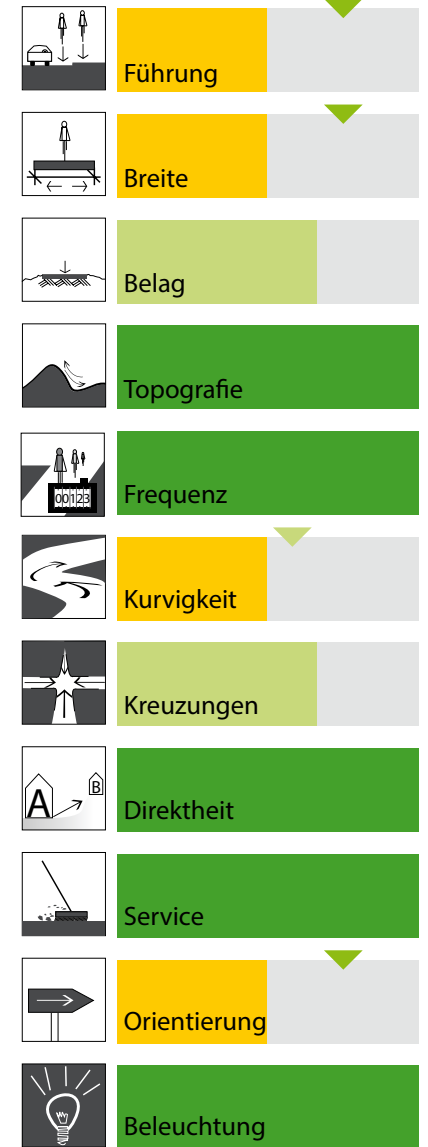 Führung
Breite
Belag
Topografie
00123
Frequenz
Kurvigkeit
Kreuzungen
A
B
Direktheit
Service
Orientierung
Beleuchtung